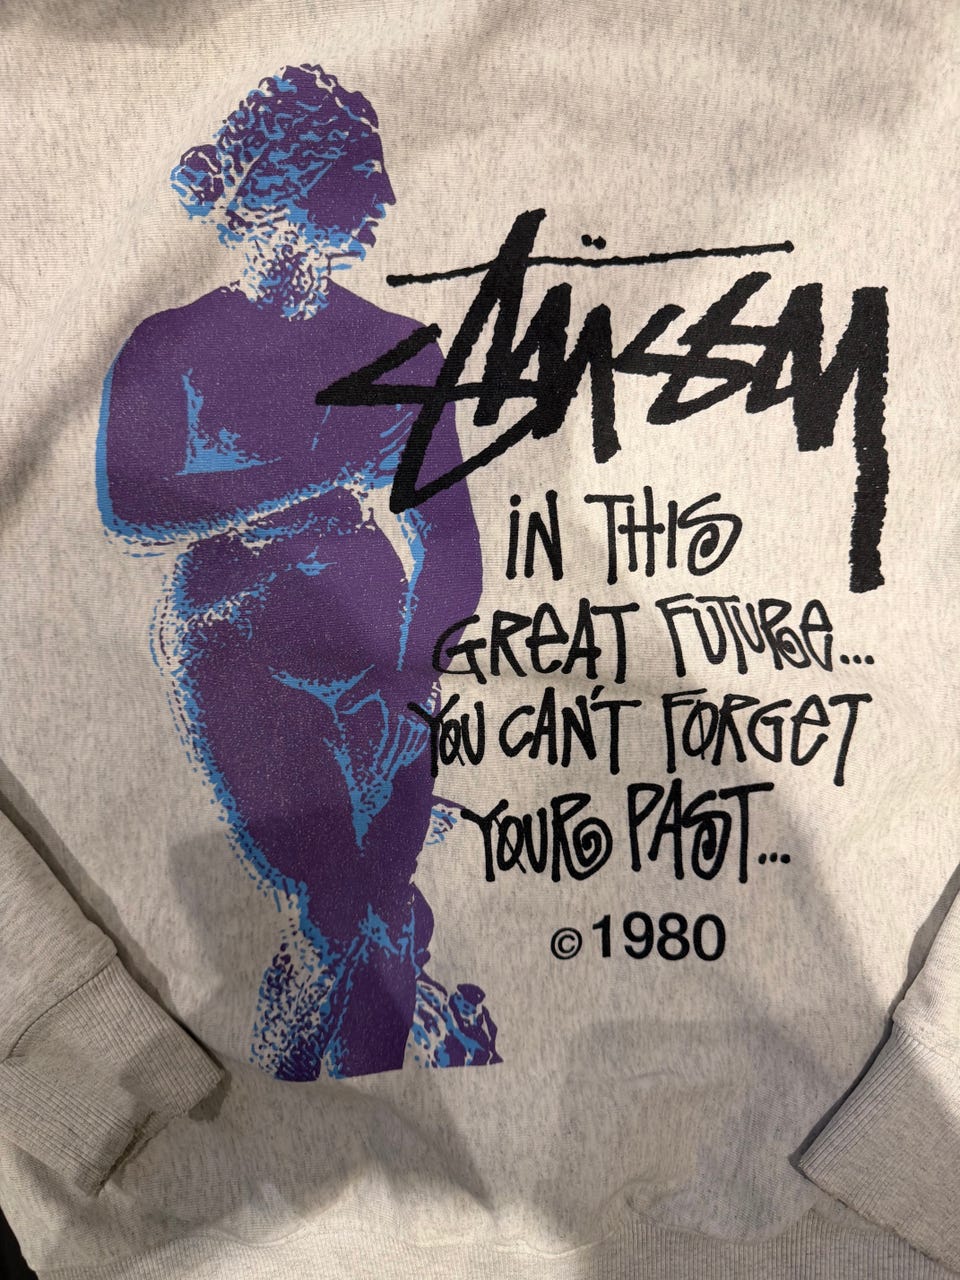 Stüssy
IN THIS
GREAT FUTURE...
YOU CAN'T FORGET
YOUR PAST...
© 1980